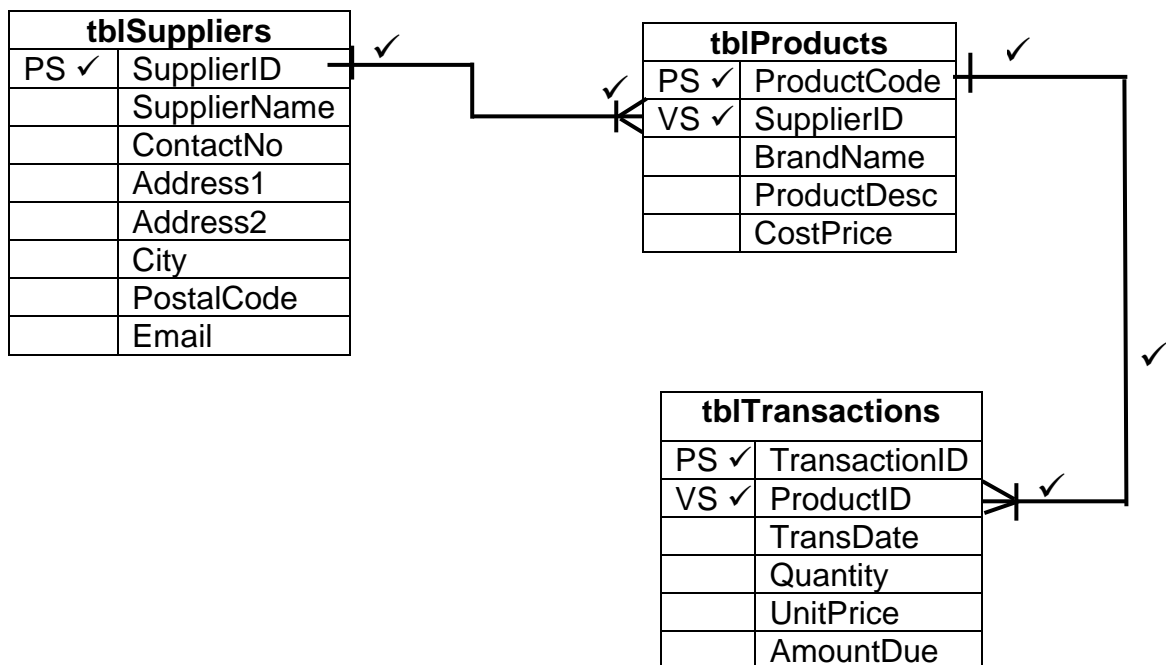 tblSuppliers
PS ✓ SupplierID
SupplierName
ContactNo
Address1
Address2
City
PostalCode
Email
✓
✓
tblProducts
PS ✓ ProductCode
VS ✓ SupplierID
BrandName
ProductDesc
CostPrice
✓
✓
tblTransactions
PS ✓ TransactionID
VS ✓ ProductID
TransDate
Quantity
UnitPrice
AmountDue
✓